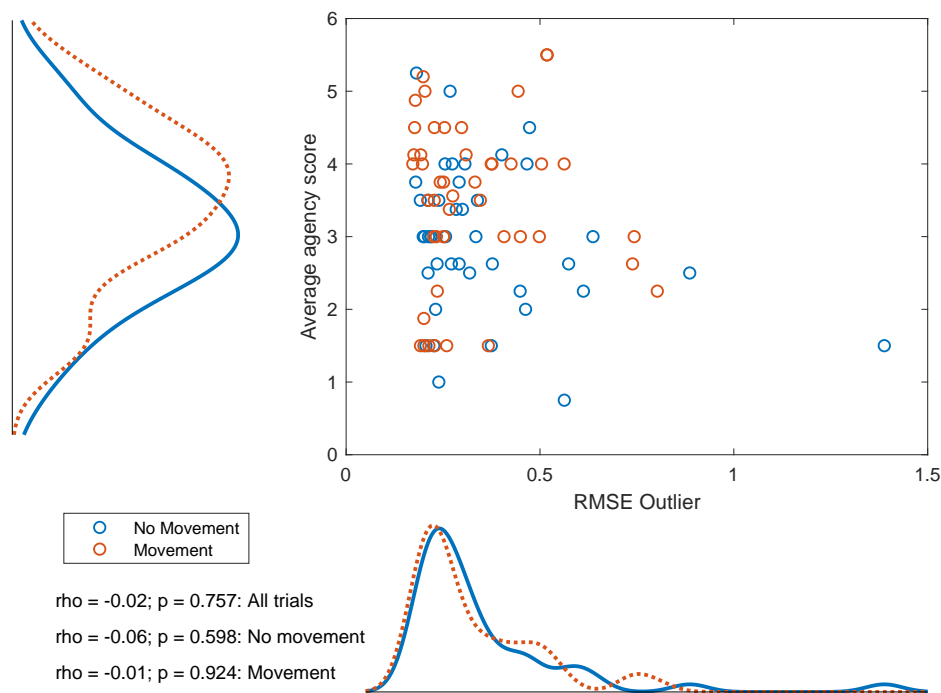 6
5
4
3
2
1
0
Average agency score
0
0.5
1
1.5
RMSE Outlier
No Movement
Movement
rho = -0.02; p = 0.757: All trials
rho = -0.06; p = 0.598: No movement
rho = -0.01; p = 0.924: Movement